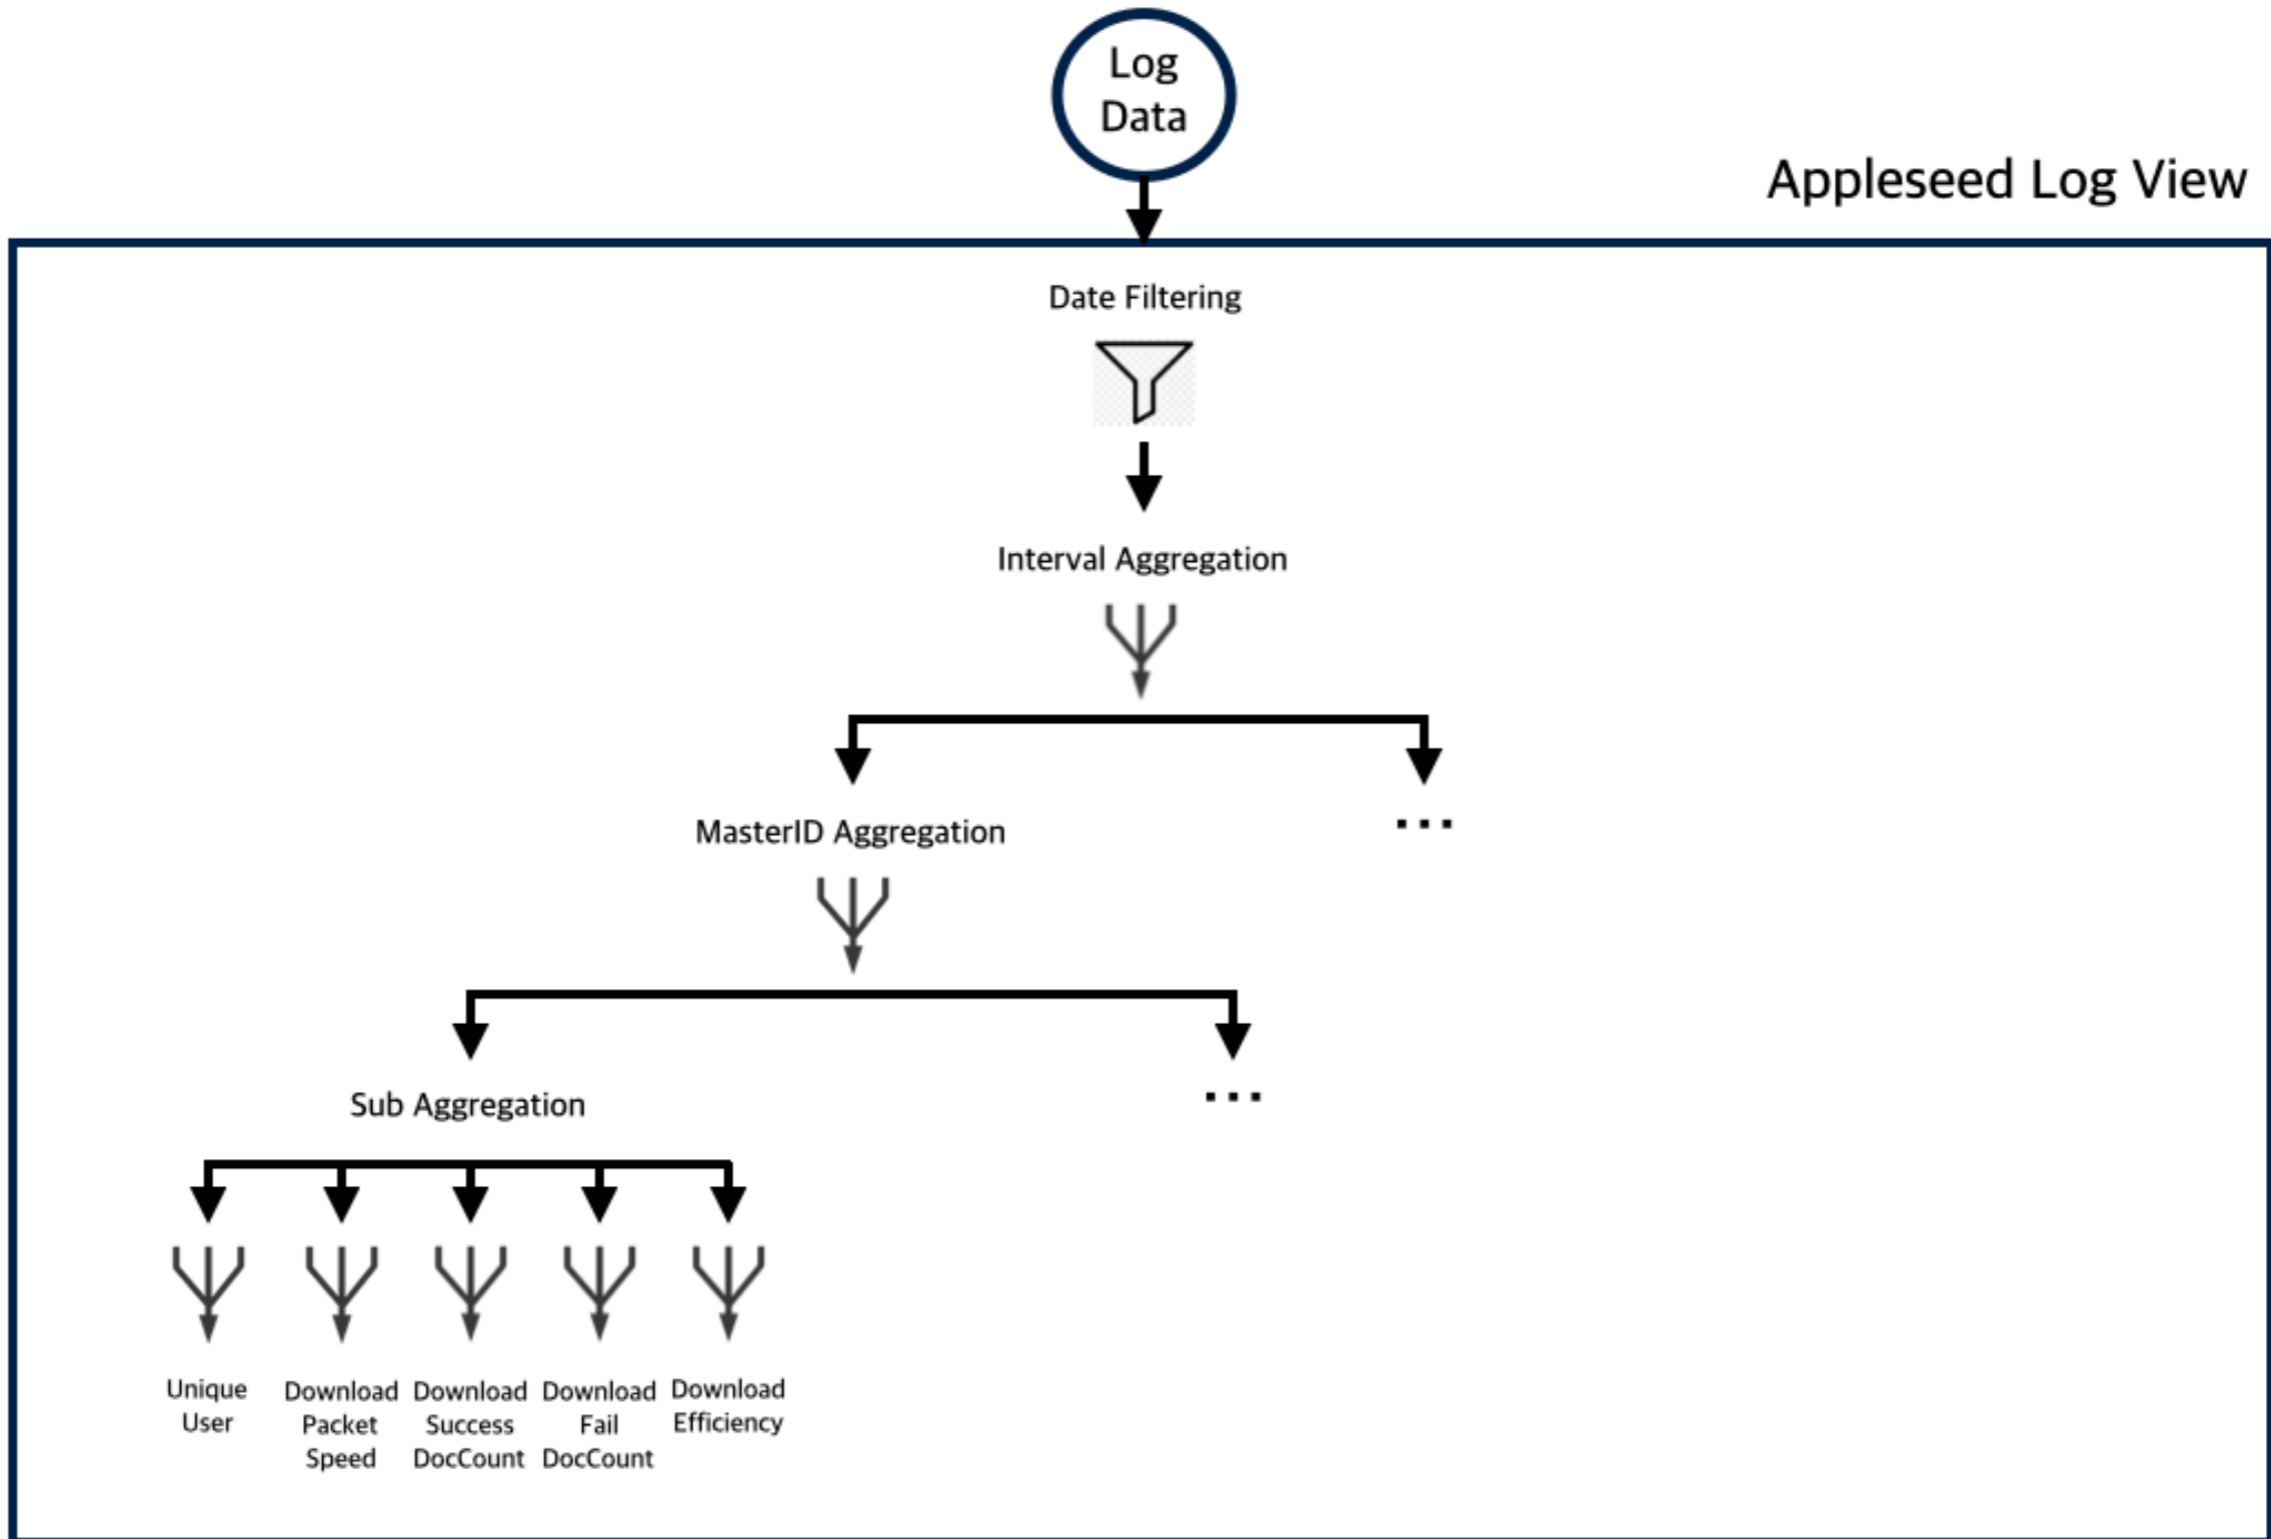 Log
Data
Appleseed Log View
Date Filtering
Interval Aggregation
MasterID Aggregation
...
Sub Aggregation
...
Unique
User
Download
Packet
Speed
Download
Success
DocCount
Download
Fail
DocCount
Download
Efficiency